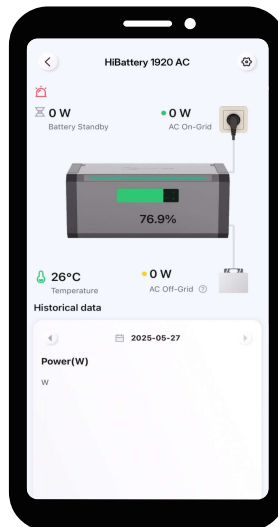 HiBattery 1920 AC
0 W
Battery Standby
0 W
AC On-Grid
76.9%
26°C
Temperature
0 W
AC Off-Grid
Historical data
2025-05-27
Power(W)
W